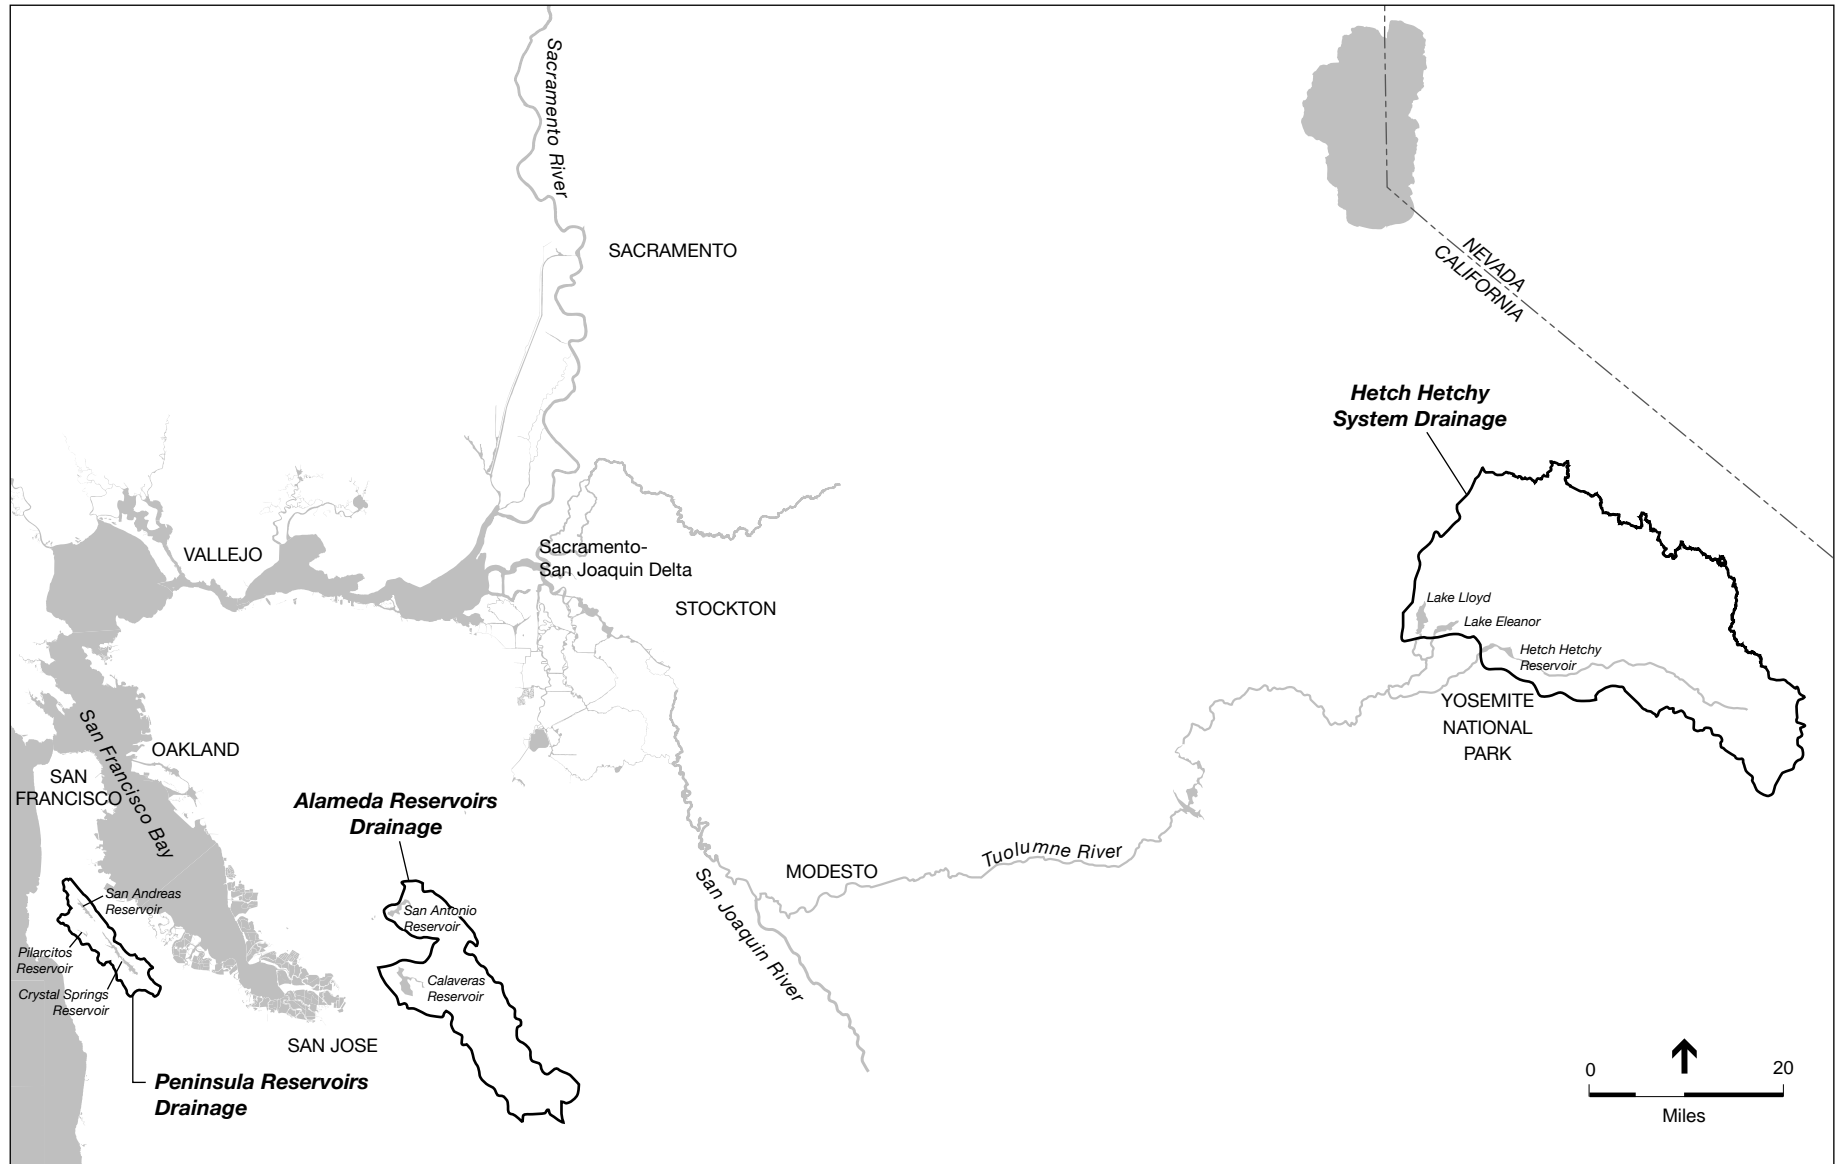 Sacramento River
SACRAMENTO
NEVADA
CALIFORNIA
Hetch Hetchy
System Drainage
VALLEJO
Sacramento-
San Joaquin Delta
STOCKTON
Lake Lloyd
Lake Eleanor
Hetch Hetchy
Reservoir
YOSEMITE
NATIONAL
PARK
San Francisco Bay
OAKLAND
SAN
FRANCISCO
Alameda Reservoirs
Drainage
Tuolumne River
MODESTO
San Joaquin River
San Andreas
Reservoir
San Antonio
Reservoir
Pilarcitos
Reservoir
Crystal Springs
Reservoir
Calaveras
Reservoir
SAN JOSE
Peninsula Reservoirs
Drainage
0 20
Miles